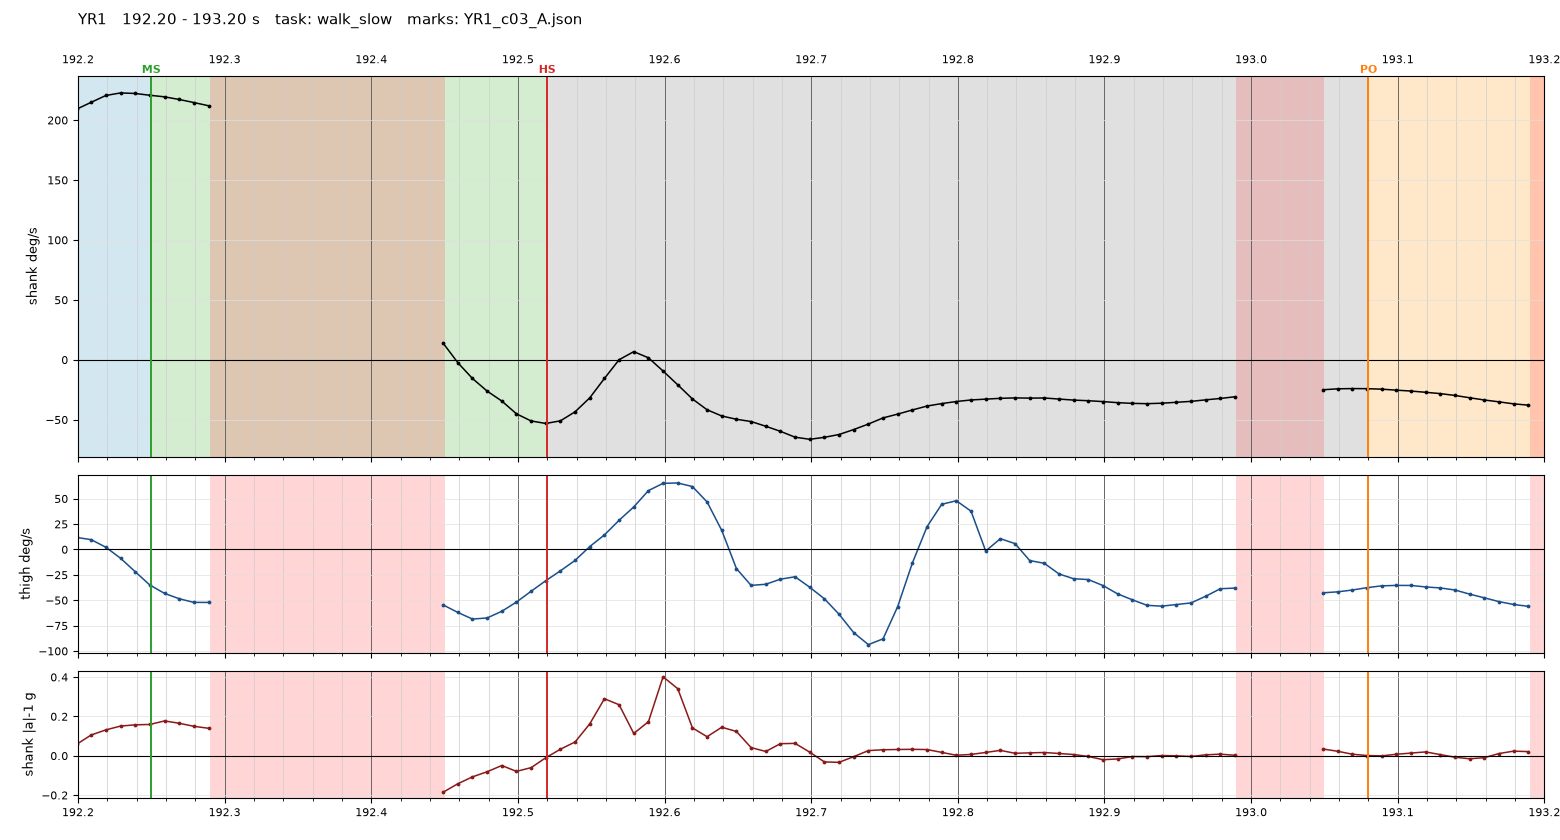 YR1   192.20 - 193.20 s   task: walk_slow   marks: YR1_c03_A.json
192.2 192.3 192.4 192.5 192.6 192.7 192.8 192.9 193.0 193.1 193.2
MS HS PO
shank deg/s
200
150
100
50
0
−50
thigh deg/s
50
25
0
−25
−50
−75
−100
shank |a|-1 g
0.4
0.2
0.0
−0.2
192.2 192.3 192.4 192.5 192.6 192.7 192.8 192.9 193.0 193.1 193.2